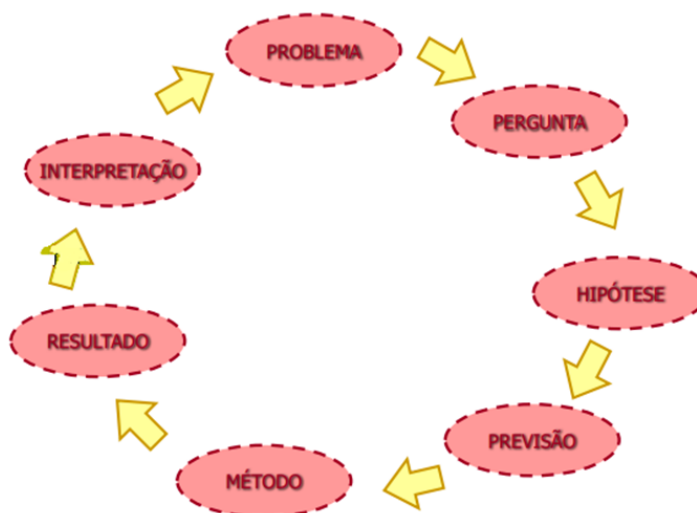 PROBLEMA
PERGUNTA
HIPÓTESE
PREVISÃO
MÉTODO
RESULTADO
INTERPRETAÇÃO